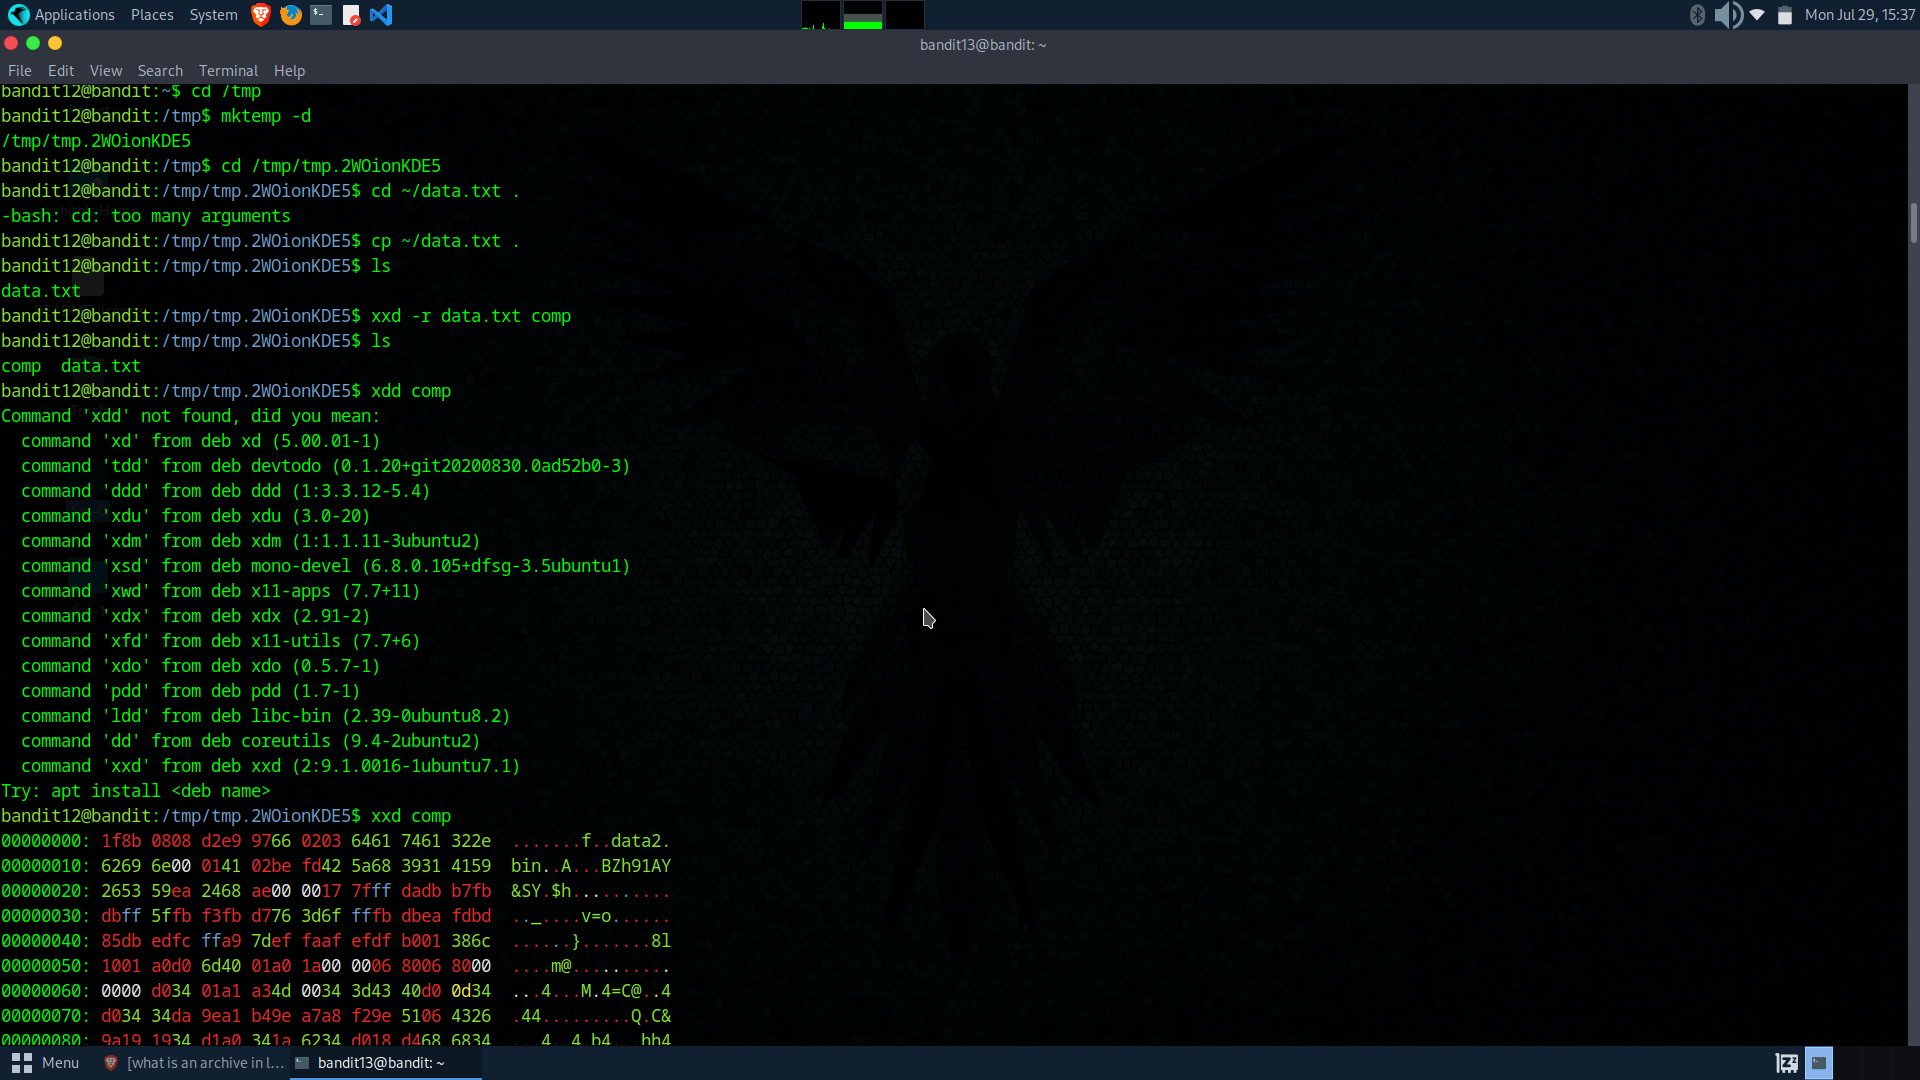 Applications Places System
Mon Jul 29, 15:37
bandit13@bandit: ~
File Edit View Search Terminal Help
bandit12@bandit:~$ cd /tmp
bandit12@bandit:/tmp$ mktemp -d
/tmp/tmp.2WOionKDE5
bandit12@bandit:/tmp$ cd /tmp/tmp.2WOionKDE5
bandit12@bandit:/tmp/tmp.2WOionKDE5$ cd ~/data.txt .
-bash: cd: too many arguments
bandit12@bandit:/tmp/tmp.2WOionKDE5$ cp ~/data.txt .
bandit12@bandit:/tmp/tmp.2WOionKDE5$ ls
data.txt
bandit12@bandit:/tmp/tmp.2WOionKDE5$ xxd -r data.txt comp
bandit12@bandit:/tmp/tmp.2WOionKDE5$ ls
comp  data.txt
bandit12@bandit:/tmp/tmp.2WOionKDE5$ xdd comp
Command 'xdd' not found, did you mean:
  command 'xd' from deb xd (5.00.01-1)
  command 'tdd' from deb devtodo (0.1.20+git20200830.0ad52b0-3)
  command 'ddd' from deb ddd (1:3.3.12-5.4)
  command 'xdu' from deb xdu (3.0-20)
  command 'xdm' from deb xdm (1:1.1.11-3ubuntu2)
  command 'xsd' from deb mono-devel (6.8.0.105+dfsg-3.5ubuntu1)
  command 'xwd' from deb x11-apps (7.7+11)
  command 'xdx' from deb xdx (2.91-2)
  command 'xfd' from deb x11-utils (7.7+6)
  command 'xdo' from deb xdo (0.5.7-1)
  command 'pdd' from deb pdd (1.7-1)
  command 'ldd' from deb libc-bin (2.39-0ubuntu8.2)
  command 'dd' from deb coreutils (9.4-2ubuntu2)
  command 'xxd' from deb xxd (2:9.1.0016-1ubuntu7.1)
Try: apt install <deb name>
bandit12@bandit:/tmp/tmp.2WOionKDE5$ xxd comp
00000000: 1f8b 0808 d2e9 9766 0203 6461 7461 322e  .......f..data2.
00000010: 6269 6e00 0141 02be fd42 5a68 3931 4159  bin..A...BZh91AY
00000020: 2653 59ea 2468 ae00 0017 7fff dadb b7fb  &SY.$h..........
00000030: dbff 5ffb f3fb d776 3d6f fffb dbea fdbd  .._....v=o......
00000040: 85db edfc ffa9 7def faaf efdf b001 386c  ......}.......8l
00000050: 1001 a0d0 6d40 01a0 1a00 0006 8006 8000  ....m@..........
00000060: 0000 d034 01a1 a34d 0034 3d43 40d0 0d34  ...4...M.4=C@..4
00000070: d034 34da 9ea1 b49e a7a8 f29e 5106 4326  .44.........Q.C&
00000080: 9a19 1934 d1a0 341a 6234 d018 d468 6834  ...4..4.b4...hh4
Menu [what is an archive in l... bandit13@bandit: ~